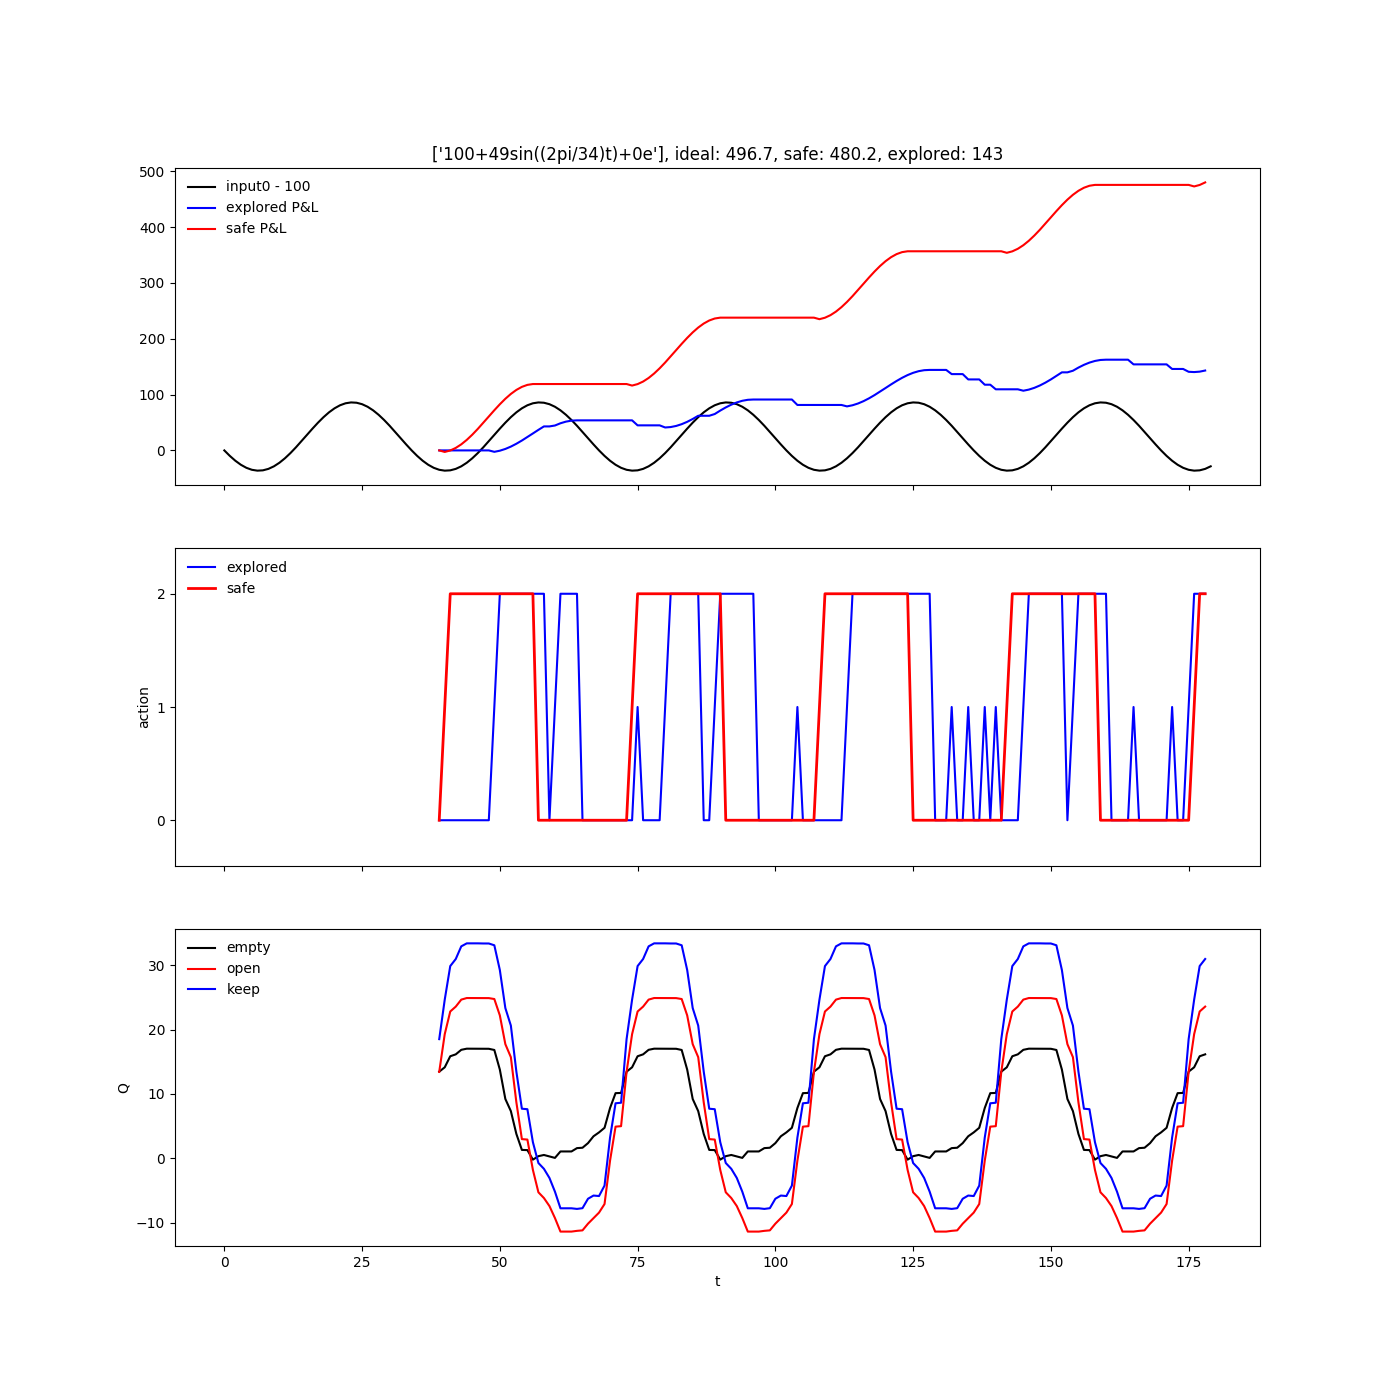 ['100+49sin((2pi/34)t)+0e'], ideal: 496.7, safe: 480.2, explored: 143
500
400
300
200
100
0
input0 - 100
explored P&L
safe P&L
2
1
0
action
explored
safe
30
20
10
0
−10
Q
empty
open
keep
0 25 50 75 100 125 150 175
t